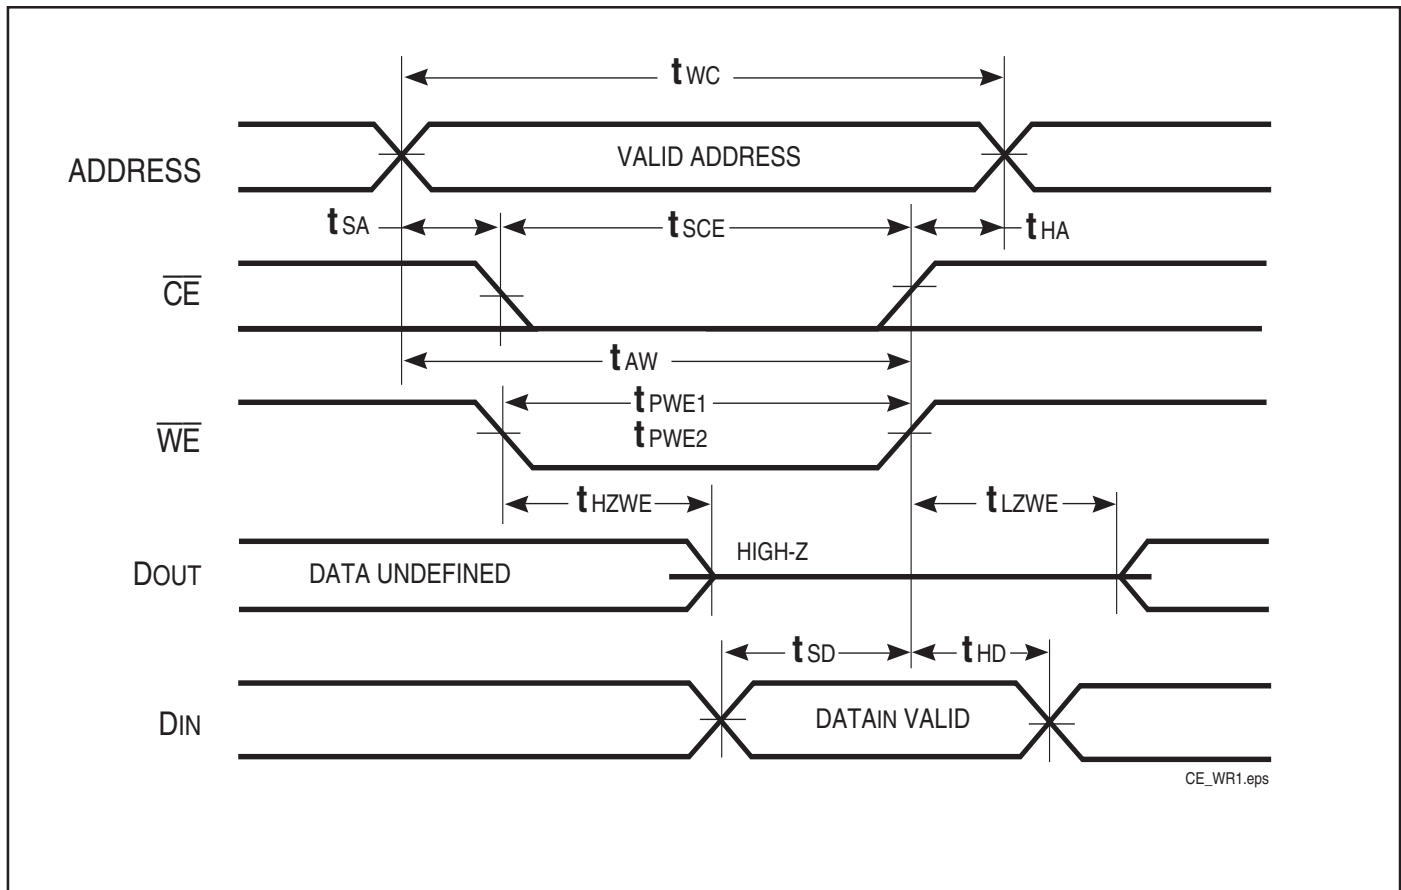 tWC
ADDRESS
VALID ADDRESS
tSA
tSCE
tHA
CE
tAW
tPWE1
WE
tPWE2
tHZWE
tLZWE
HIGH-Z
DOUT
DATA UNDEFINED
tSD
tHD
DIN
DATAIN VALID
CE_WR1.eps